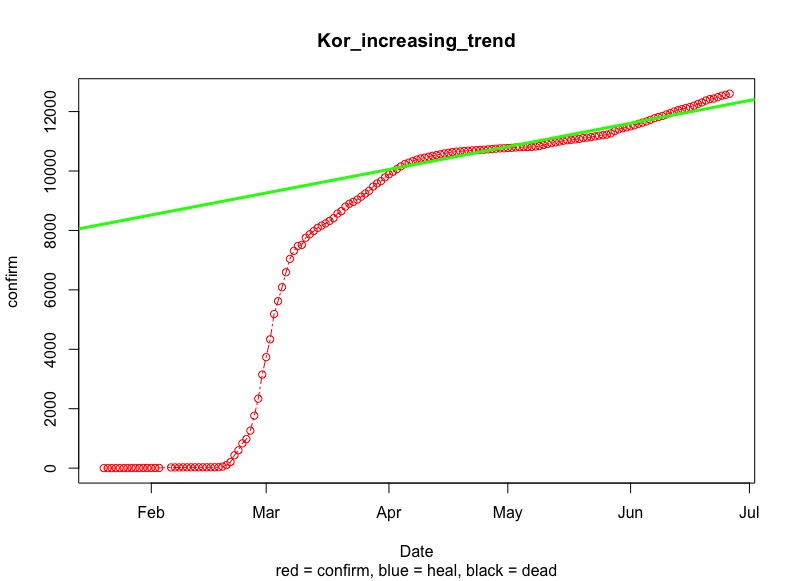 Kor_increasing_trend
confirm
12000
10000
8000
6000
4000
2000
0
Feb Mar Apr May Jun Jul
Date
red = confirm, blue = heal, black = dead